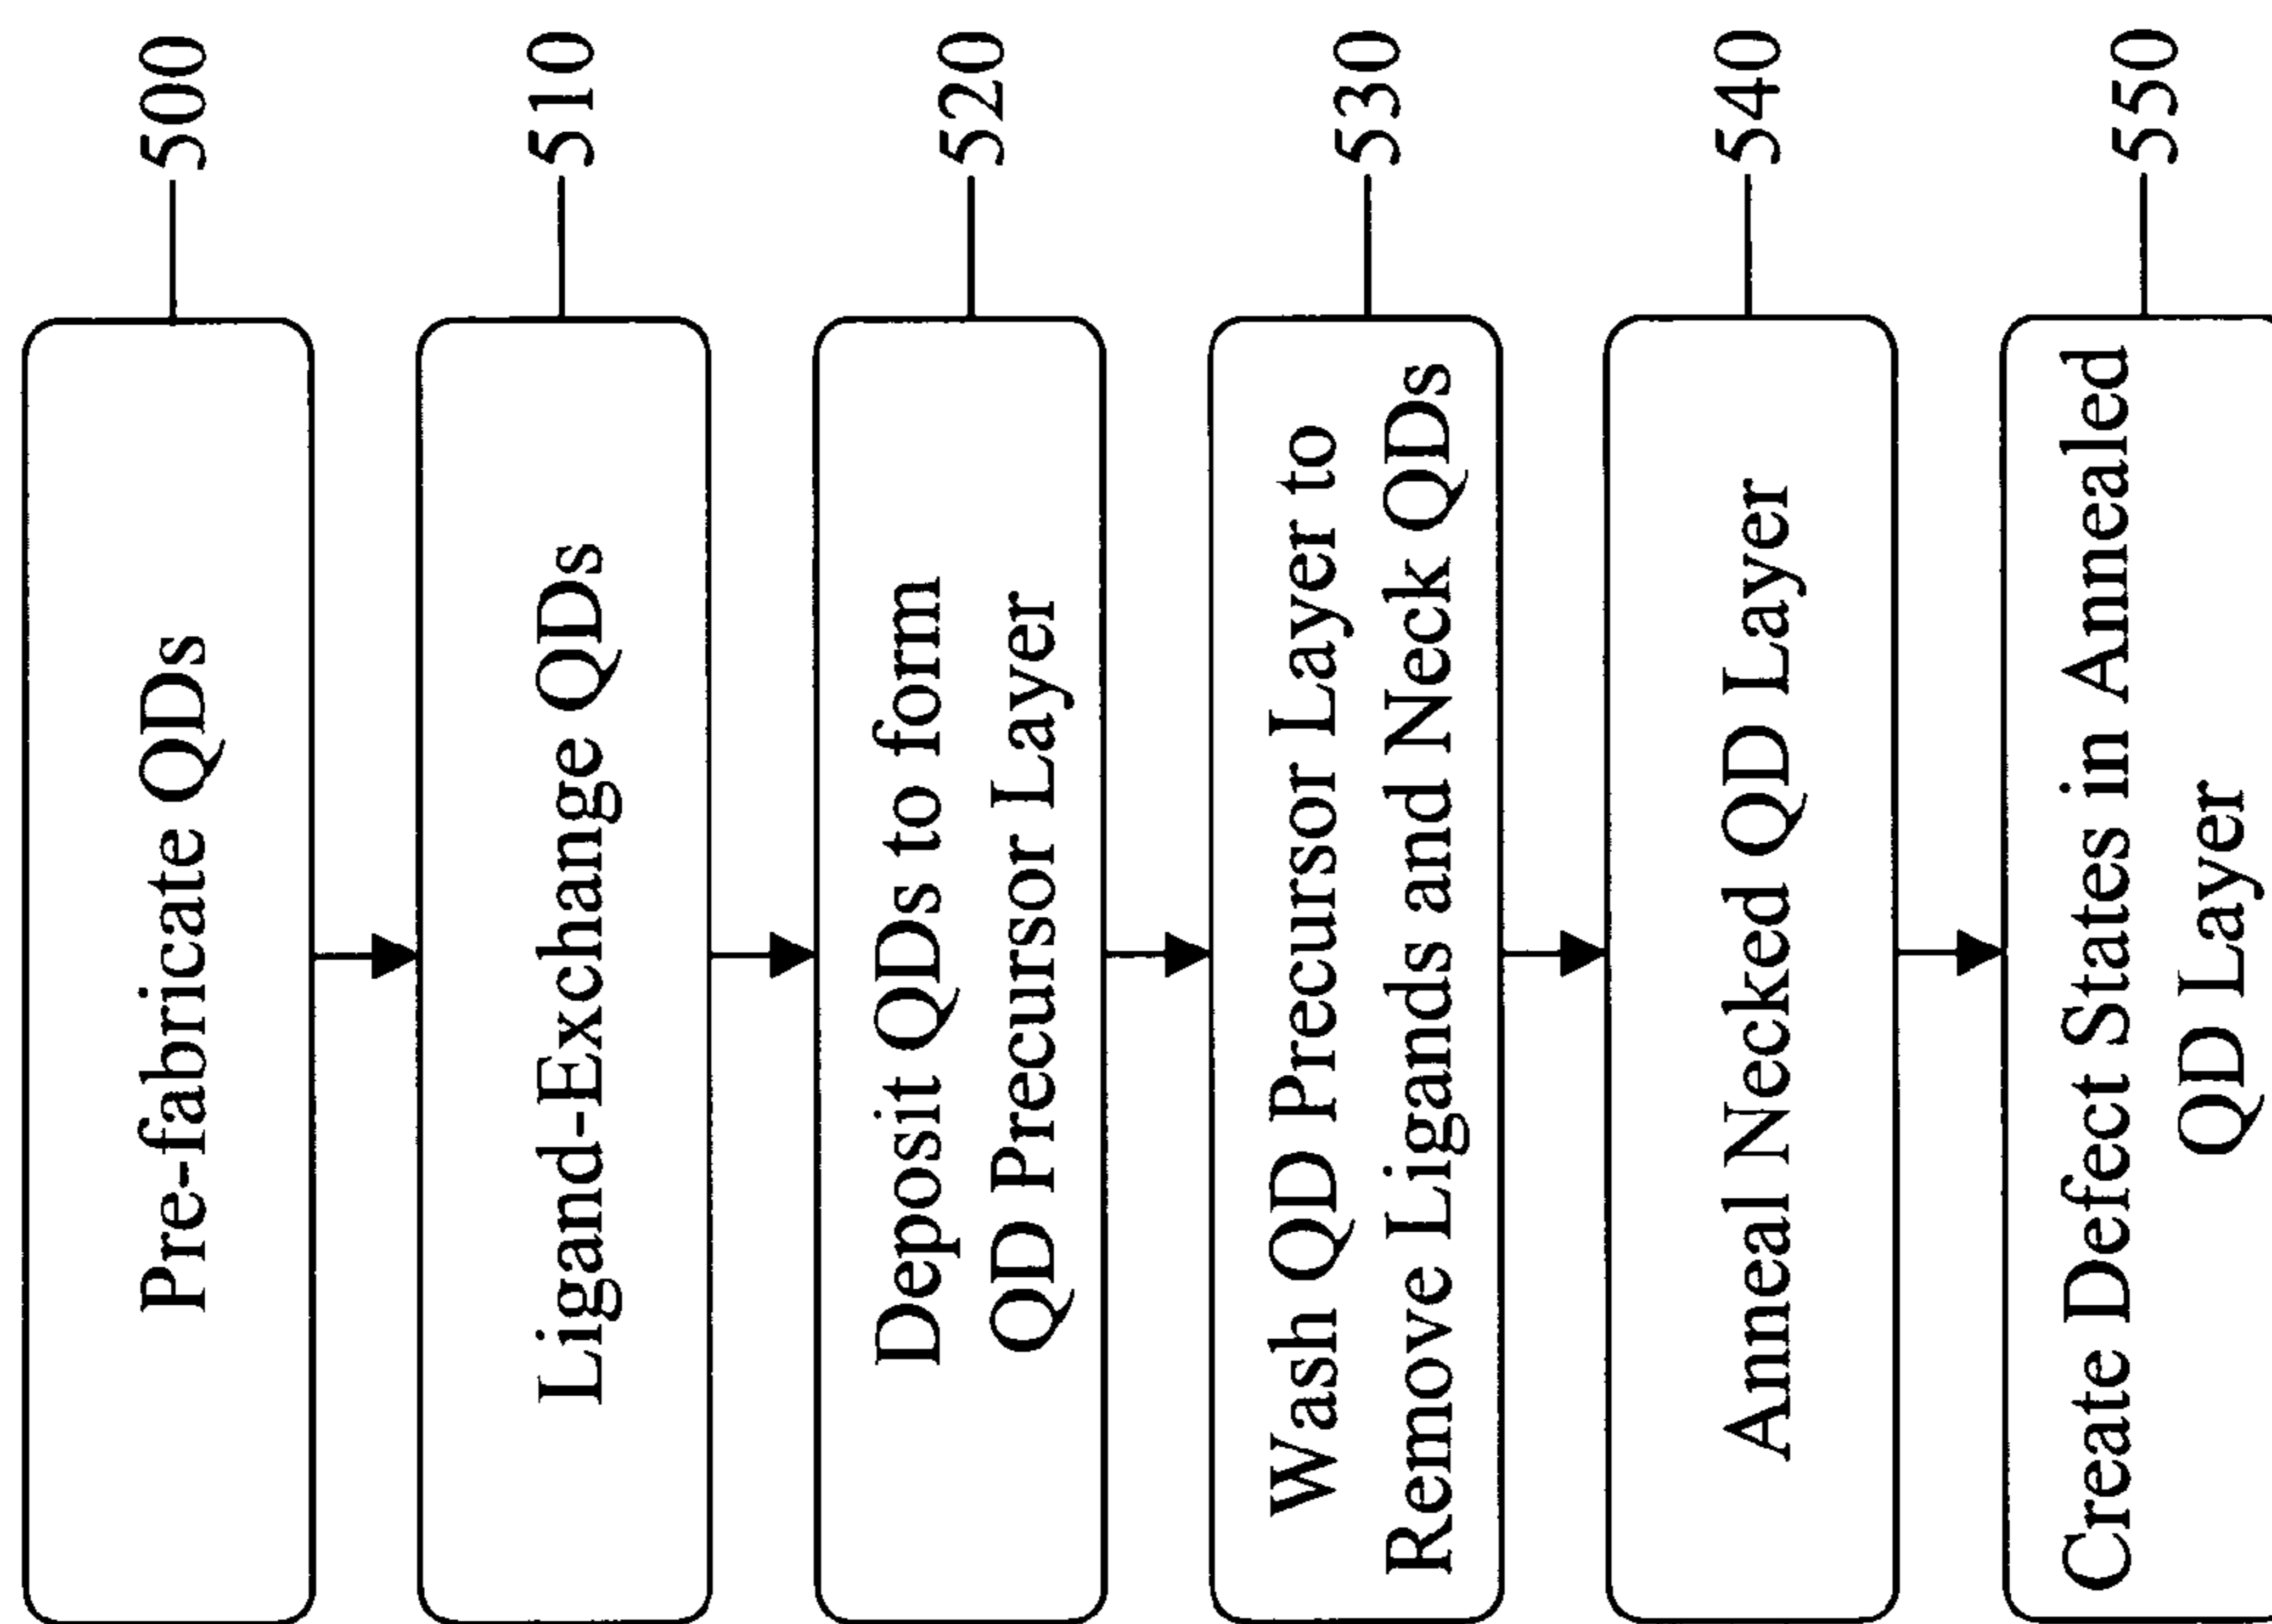 Pre-fabricate QDs
500
Ligand-Exchange QDs
510
Deposit QDs to form
QD Precursor Layer
520
Wash QD Precursor Layer to
Remove Ligands and Neck QDs
530
Anneal Necked QD Layer
540
Create Defect States in Annealed
QD Layer
550